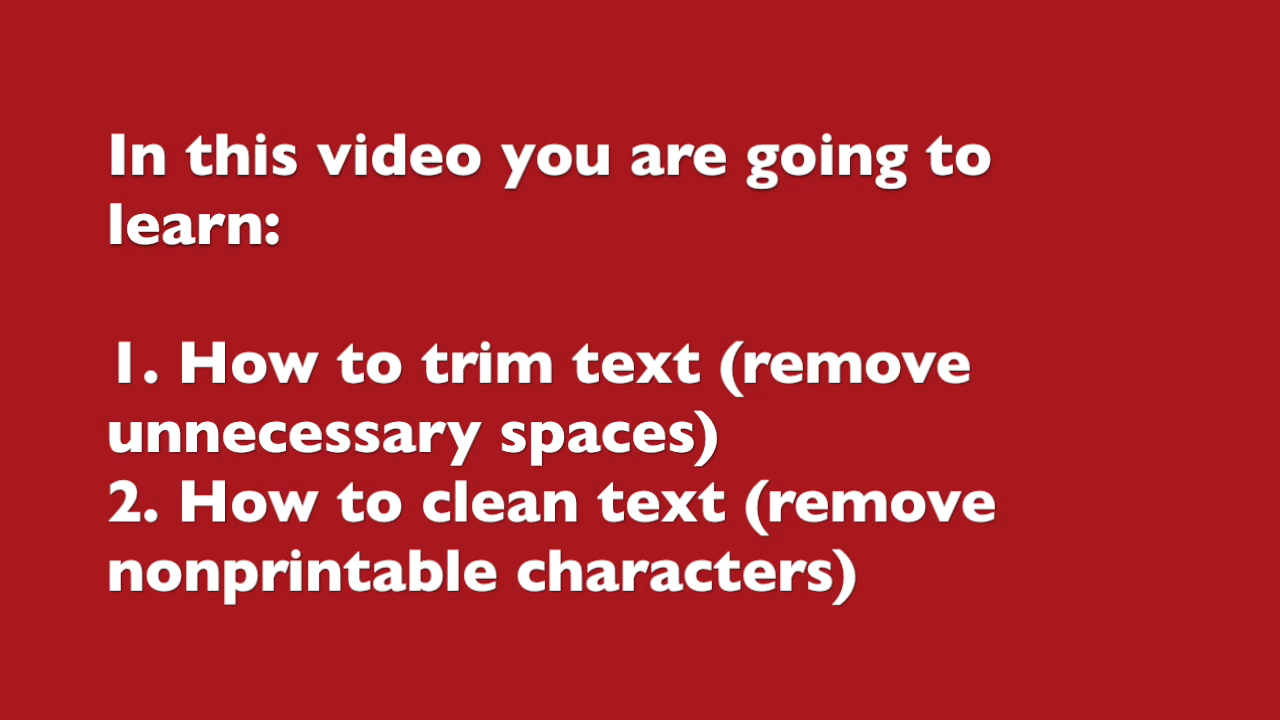 In this video you are going to
learn:
1. How to trim text (remove
unnecessary spaces)
2. How to clean text (remove
nonprintable characters)